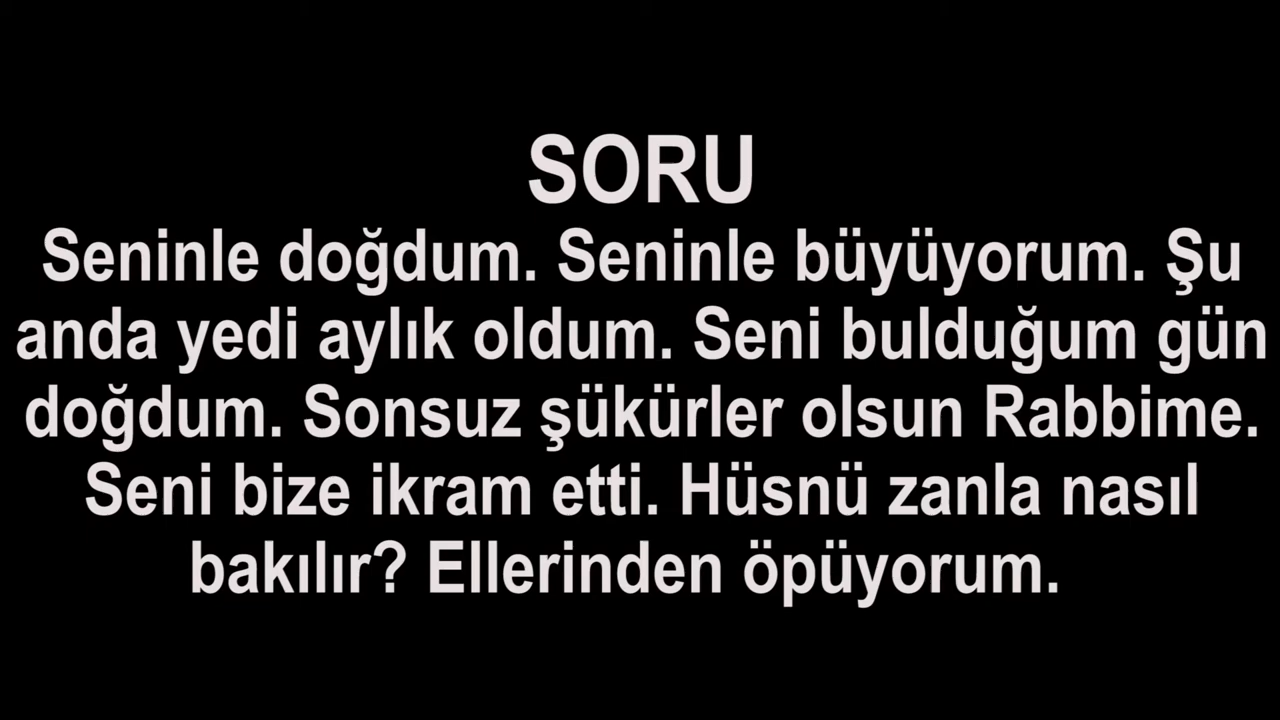 SORU
Seninle doğdum. Seninle büyüyorum. Şu
anda yedi aylık oldum. Seni bulduğum gün
doğdum. Sonsuz şükürler olsun Rabbime.
Seni bize ikram etti. Hüsnü zanla nasıl
bakılır? Ellerinden öpüyorum.